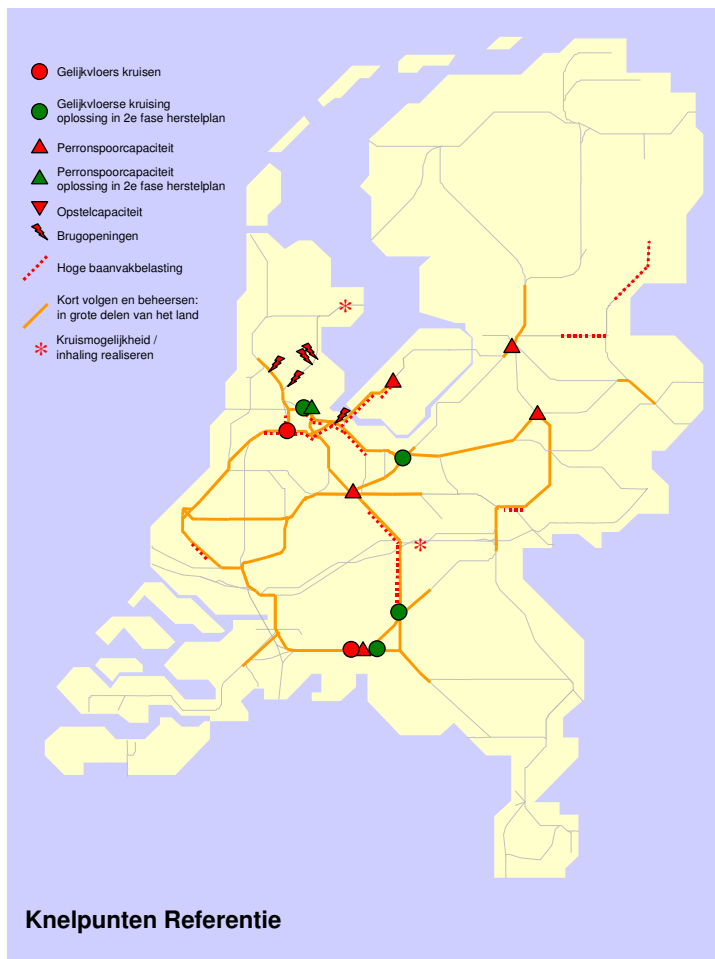 Gelijkvloers kruisen
Gelijkvloerse kruising
oplossing in 2e fase herstelplan
Perronspoorcapaciteit
Perronspoorcapaciteit
oplossing in 2e fase herstelplan
Opstelcapaciteit
Brugopeningen
Hoge baanvakbelasting
Kort volgen en beheersen:
in grote delen van het land
Kruismogelijkheid /
inhaling realiseren
Knelpunten Referentie